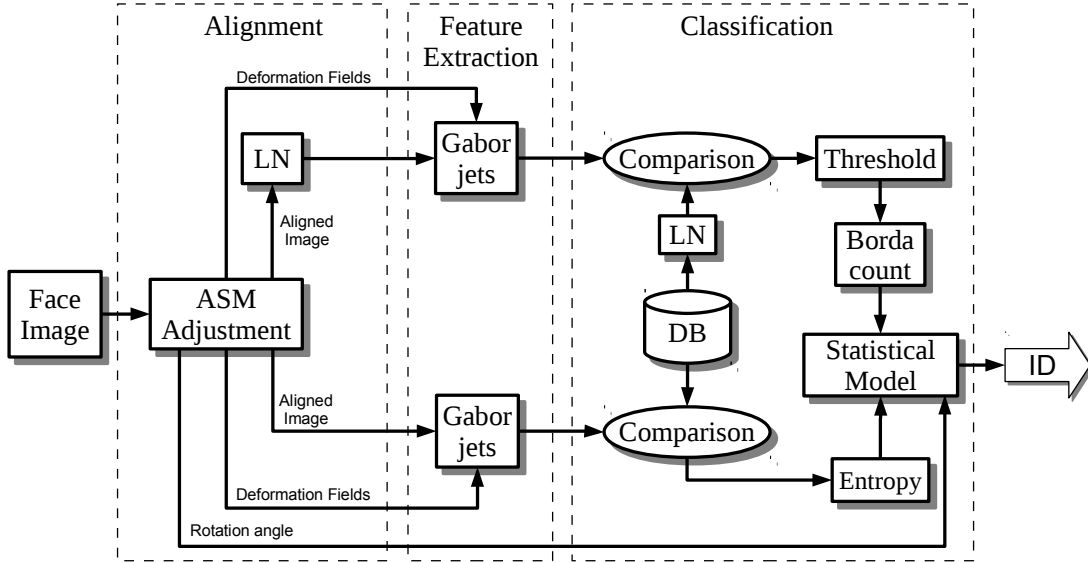 Alignment
Feature
Extraction
Classification
Deformation Fields
LN
Gabor
jets
Comparison
Threshold
Aligned
Image
LN
Borda
count
Face
Image
ASM
Adjustment
DB
Statistical
Model
ID
Aligned
Image
Gabor
jets
Comparison
Entropy
Deformation Fields
Rotation angle